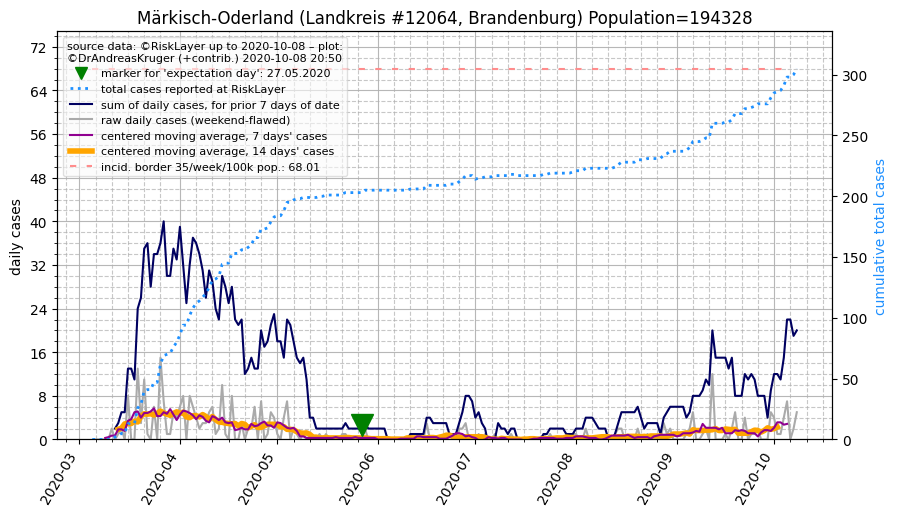 Märkisch-Oderland (Landkreis #12064, Brandenburg) Population=194328
source data: ©RiskLayer up to 2020-10-08 – plot:
©DrAndreasKruger (+contrib.) 2020-10-08 20:50
marker for 'expectation day': 27.05.2020
total cases reported at RiskLayer
sum of daily cases, for prior 7 days of date
raw daily cases (weekend-flawed)
centered moving average, 7 days' cases
centered moving average, 14 days' cases
incid. border 35/week/100k pop.: 68.01
daily cases
72
64
56
48
40
32
24
16
8
0
cumulative total cases
300
250
200
150
100
50
0
2020-03
2020-04
2020-05
2020-06
2020-07
2020-08
2020-09
2020-10